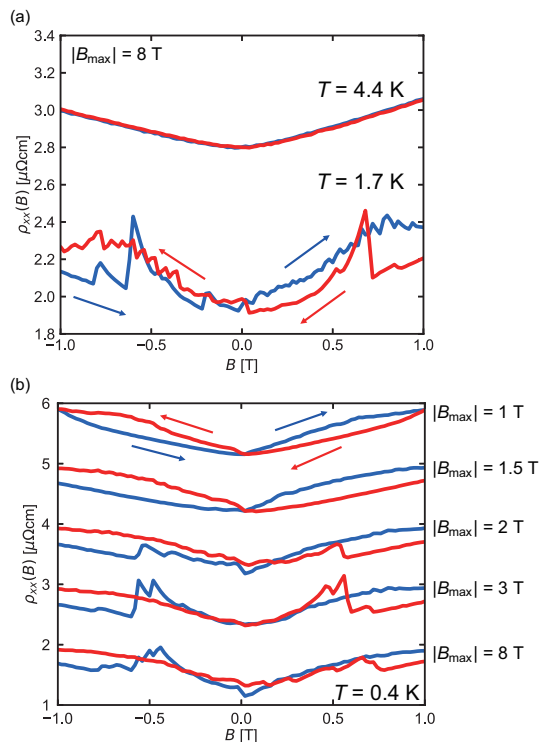 (a)
3.4
|Bmax| = 8 T
3.2
T = 4.4 K
3.0
2.8
ρxx(B) [μΩcm]
2.6
T = 1.7 K
2.4
2.2
2.0
1.8
−1.0 −0.5 0.0 0.5 1.0
B [T]
(b)
6
|Bmax| = 1 T
5
|Bmax| = 1.5 T
4
|Bmax| = 2 T
ρxx(B) [μΩcm]
3
|Bmax| = 3 T
2
|Bmax| = 8 T
T = 0.4 K
1
−1.0 −0.5 0.0 0.5 1.0
B [T]